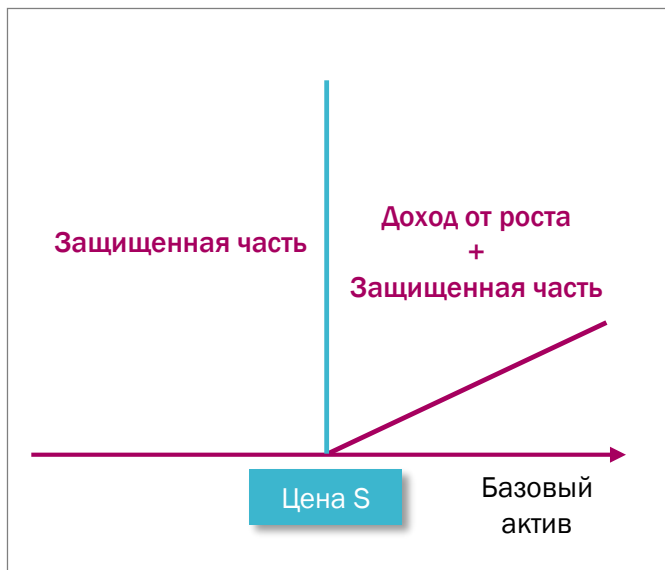 Защищенная часть
Доход от роста
+
Защищенная часть
Цена S
Базовый
актив